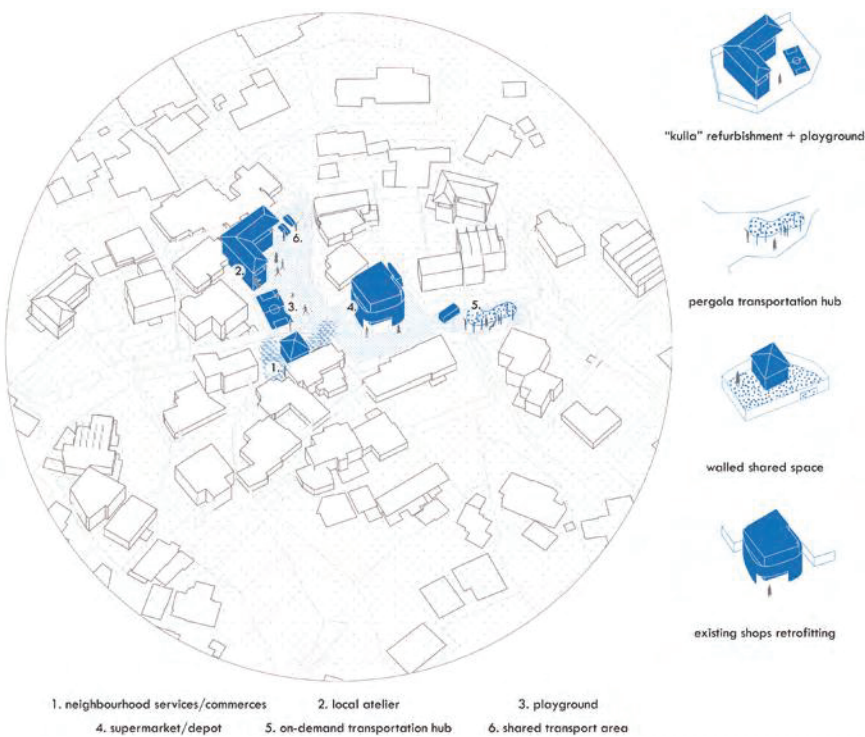 "kulla" refurbishment + playground
6.
2.
3.
4.
5.
1.
pergola transportation hub
walled shared space
existing shops retrofitting
1. neighbourhood services/commerces
2. local atelier
3. playground
4. supermarket/depot
5. on-demand transportation hub
6. shared transport area